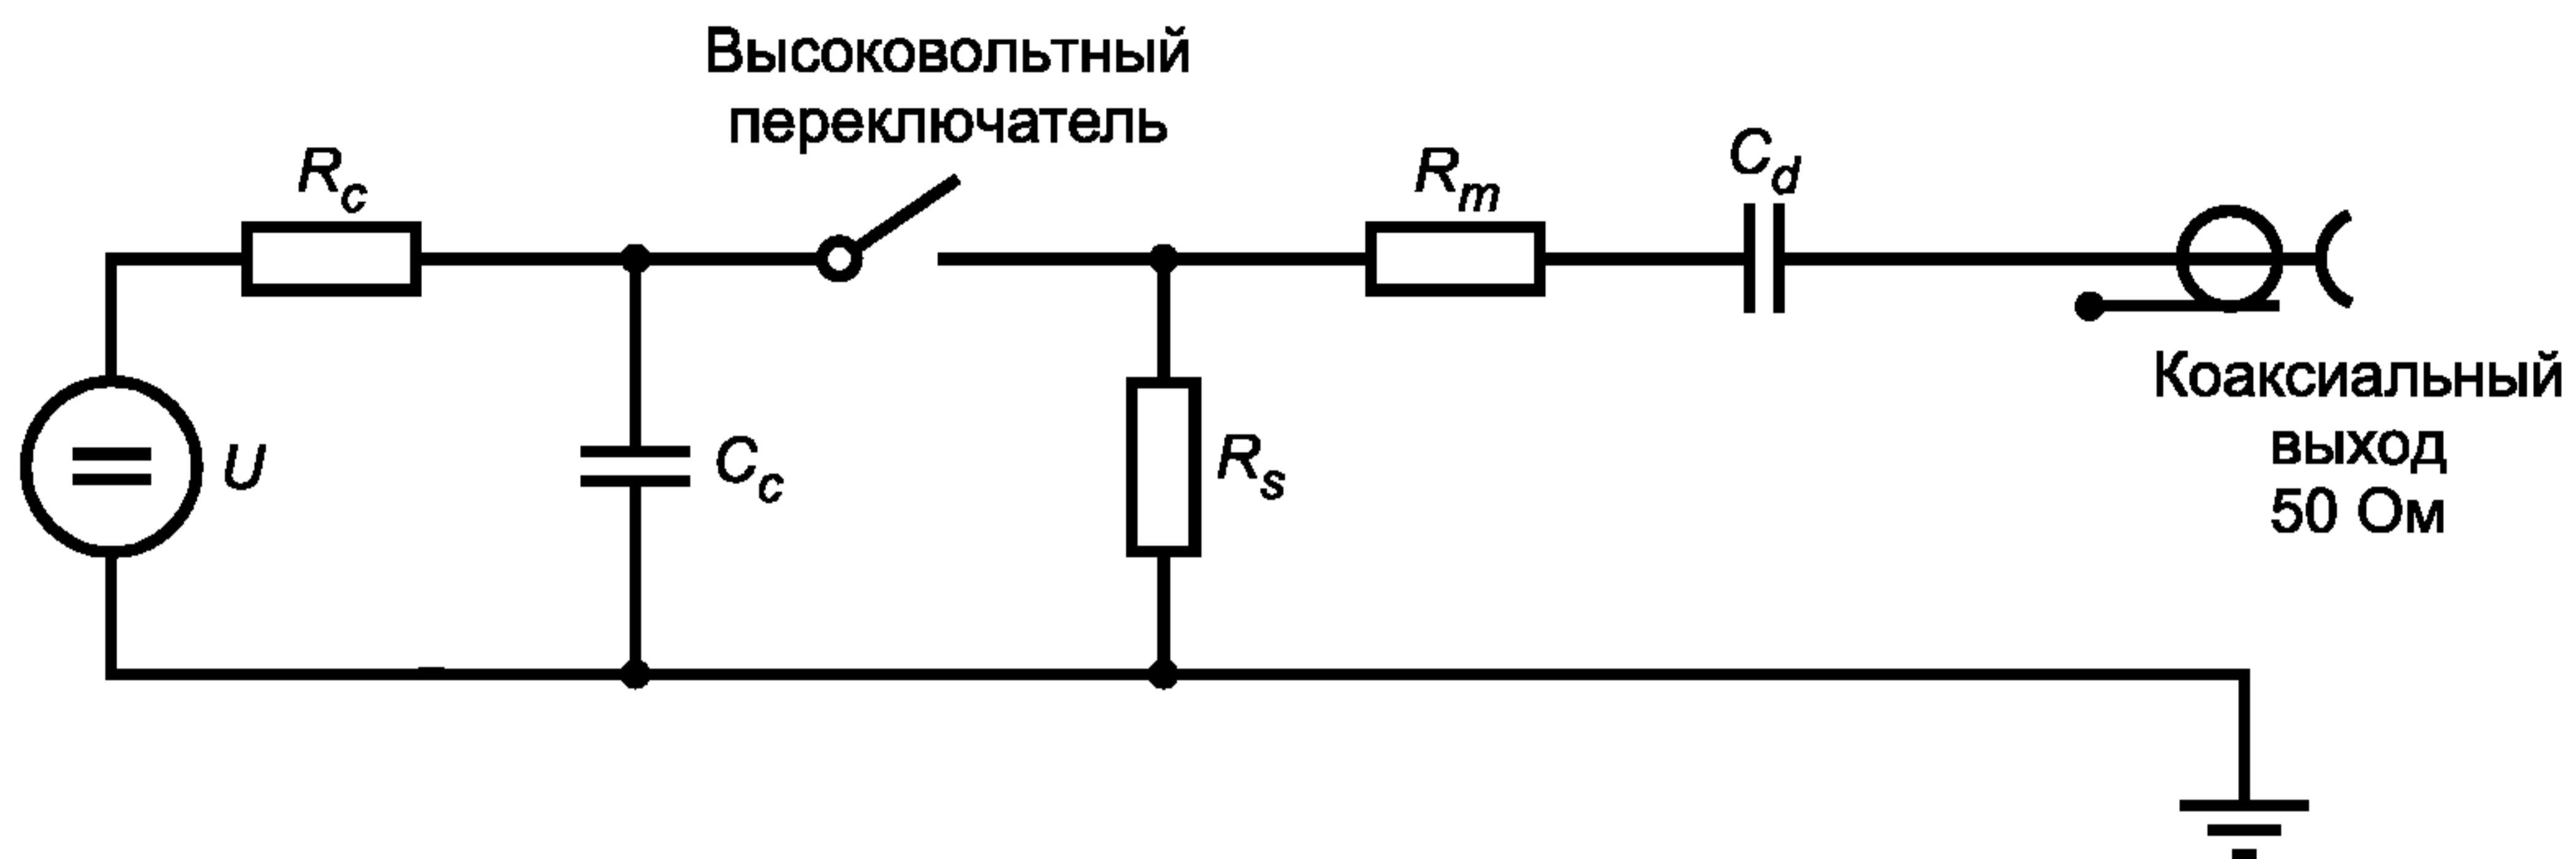 Высоковольтный
переключатель
Rc
Rm
Cd
U
Cc
Rs
Коаксиальный
выход
50 Ом